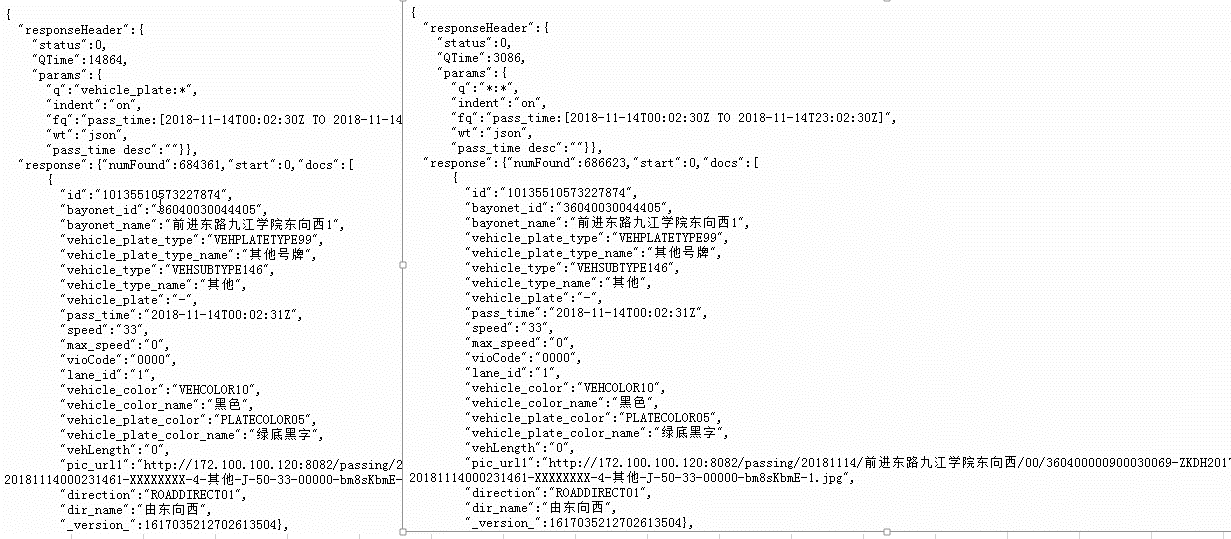 {
"responseHeader":{
"status":0,
"QTime":14864,
"params":{
"q":"vehicle_plate:*",
"indent":"on",
"fq":"pass_time:[2018-11-14T00:02:30Z TO 2018-11-14
"wt":"json",
"pass_time desc":""}},
"response":{"numFound":684361,"start":0,"docs":[
{
"id":"10135510573227874",
"bayonet_id":"36040030044405",
"bayonet_name":"前进东路九江学院东向西1",
"vehicle_plate_type":"VEHPLATETYPE99",
"vehicle_plate_type_name":"其他号牌",
"vehicle_type":"VEHSUBTYPE146",
"vehicle_type_name":"其他",
"vehicle_plate":"-",
"pass_time":"2018-11-14T00:02:31Z",
"speed":"33",
"max_speed":"0",
"vioCode":"0000",
"lane_id":"1",
"vehicle_color":"VEHCOLOR10",
"vehicle_color_name":"黑色",
"vehicle_plate_color":"PLATECOLOR05",
"vehicle_plate_color_name":"绿底黑字",
"vehLength":"0",
"pic_url1":"http://172.100.100.120:8082/passing/2
20181114000231461-XXXXXXXX-4-其他-J-50-33-00000-bm8sKbmE-
"direction":"ROADDIRECT01",
"dir_name":"由东向西",
"_version_":1617035212702613504},
{
"responseHeader":{
"status":0,
"QTime":3086,
"params":{
"q":"*:*",
"indent":"on",
"fq":"pass_time:[2018-11-14T00:02:30Z TO 2018-11-14T23:02:30Z]",
"wt":"json",
"pass_time desc":""}},
"response":{"numFound":686623,"start":0,"docs":[
{
"id":"10135510573227874",
"bayonet_id":"36040030044405",
"bayonet_name":"前进东路九江学院东向西1",
"vehicle_plate_type":"VEHPLATETYPE99",
"vehicle_plate_type_name":"其他号牌",
"vehicle_type":"VEHSUBTYPE146",
"vehicle_type_name":"其他",
"vehicle_plate":"-",
"pass_time":"2018-11-14T00:02:31Z",
"speed":"33",
"max_speed":"0",
"vioCode":"0000",
"lane_id":"1",
"vehicle_color":"VEHCOLOR10",
"vehicle_color_name":"黑色",
"vehicle_plate_color":"PLATECOLOR05",
"vehicle_plate_color_name":"绿底黑字",
"vehLength":"0",
"pic_url1":"http://172.100.100.120:8082/passing/20181114/前进东路九江学院东向西/00/360400000900030069-ZKDH2017
20181114000231461-XXXXXXXX-4-其他-J-50-33-00000-bm8sKbmE-1.jpg",
"direction":"ROADDIRECT01",
"dir_name":"由东向西",
"_version_":1617035212702613504},